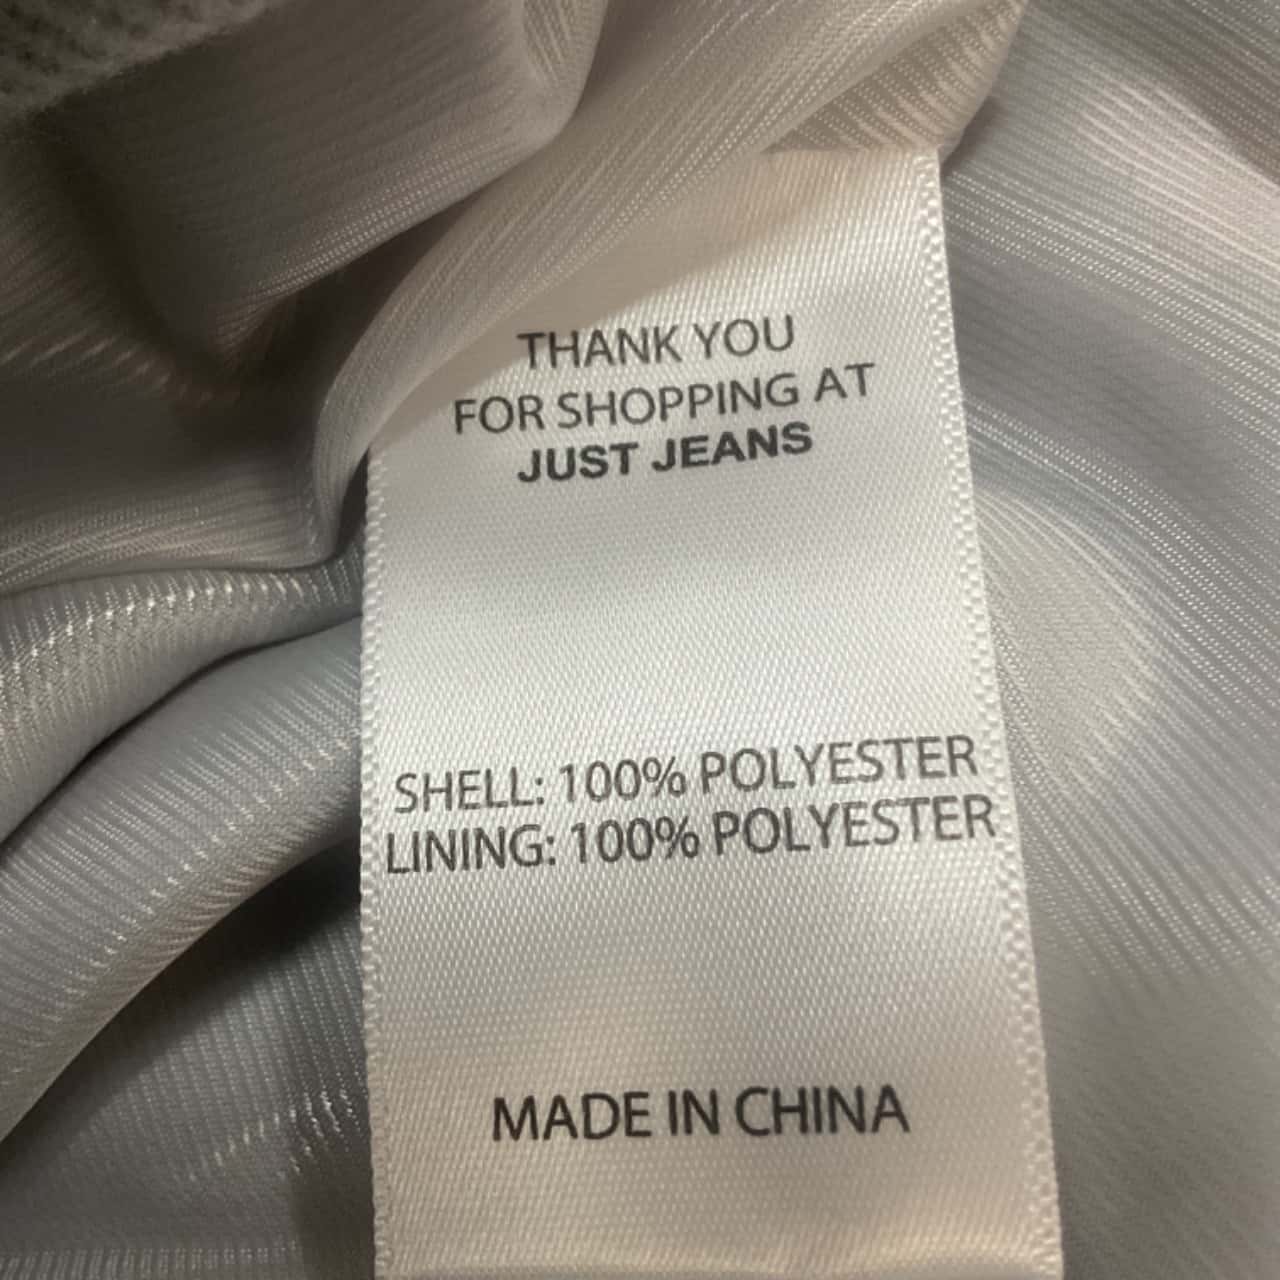 THANK YOU
FOR SHOPPING AT
JUST JEANS
SHELL: 100% POLYESTER
LINING: 100% POLYESTER
MADE IN CHINA